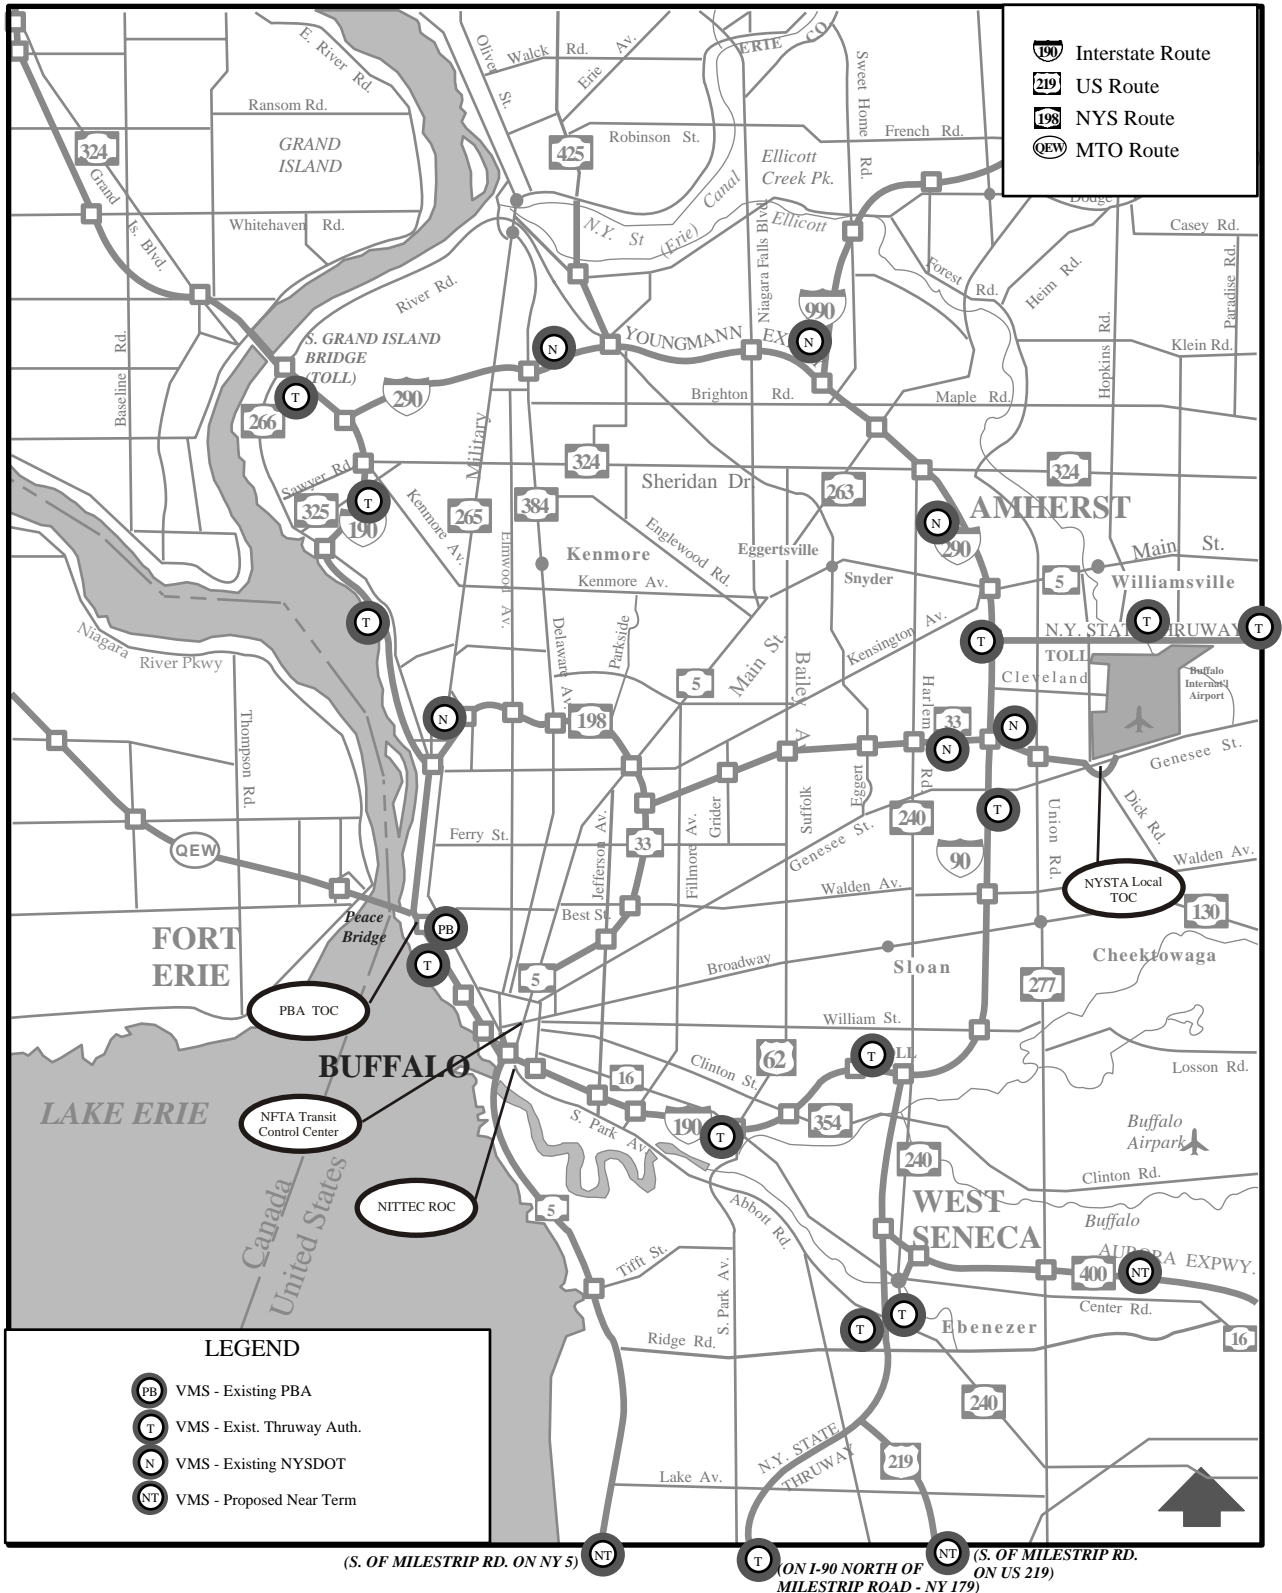 190 Interstate Route
219 US Route
198 NYS Route
QEW MTO Route
E. River Rd.
Oliver St.
Walck Rd.
Erie Av.
ERIE CO.
Sweet Home Rd.
Ransom Rd.
GRAND
ISLAND
324
425
Robinson St.
French Rd.
Ellicott
Creek Pk.
Grand Is. Blvd.
Whitehaven Rd.
N.Y. St (Erie) Canal
Niagara Falls Blvd.
Ellicott
Dodge
Casey Rd.
Forest Rd.
Heim Rd.
Paradise Rd.
River Rd.
990
Baseline Rd.
S. GRAND ISLAND
BRIDGE
(TOLL)
T
N
YOUNGMANN
N
Hopkins Rd.
Klein Rd.
266
290
Military
Brighton Rd.
Maple Rd.
324
Sheridan Dr.
263
324
Sawyer Rd.
T
325
190
Kenmore Av.
265
384
Englewood Rd.
N
290
AMHERST
Elmwood Av.
Kenmore
Eggertsville
Main St.
Kenmore Av.
Snyder
5
Williamsville
T
Niagara
River Pkwy
Delaware Av.
Parkside
Main St.
Bailey Av.
Kensington Av.
T
T
T
TOLL
Cleveland
Buffalo
Internat'l
Airport
5
Thompson Rd.
N
198
Harlem Rd.
33
N
N
Genesee St.
Grider
Suffolk
Eggert
T
Dick Rd.
Union Rd.
QEW
Ferry St.
Jefferson Av.
33
Fillmore Av.
Genesee St.
240
90
Walden Av.
NYSTA Local
TOC
Walden Av.
Peace
Bridge
PB
Best St.
130
FORT
ERIE
T
5
Broadway
Sloan
Cheektowaga
277
PBA TOC
William St.
BUFFALO
62
T
LL
Losson Rd.
16
Clinton St.
LAKE ERIE
NFTA Transit
Control Center
S. Park Av.
190
T
354
Buffalo
Airpark
240
Clinton Rd.
Canada
United States
NITTEC ROC
5
Abbott Rd.
WEST
SENECA
Buffalo
AURORA EXPWY.
Tifft St.
S. Park Av.
400
NT
Center Rd.
T
T
Ebenezer
Ridge Rd.
16
LEGEND
PB VMS - Existing PBA
T VMS - Exist. Thruway Auth.
N VMS - Existing NYSDOT
NT VMS - Proposed Near Term
240
N.Y. STATE
THRUWAY
219
Lake Av.
(S. OF MILESTRIP RD. ON NY 5)
NT
T
(ON I-90 NORTH OF
MILESTRIP ROAD - NY 179)
NT
(S. OF MILESTRIP RD.
ON US 219)